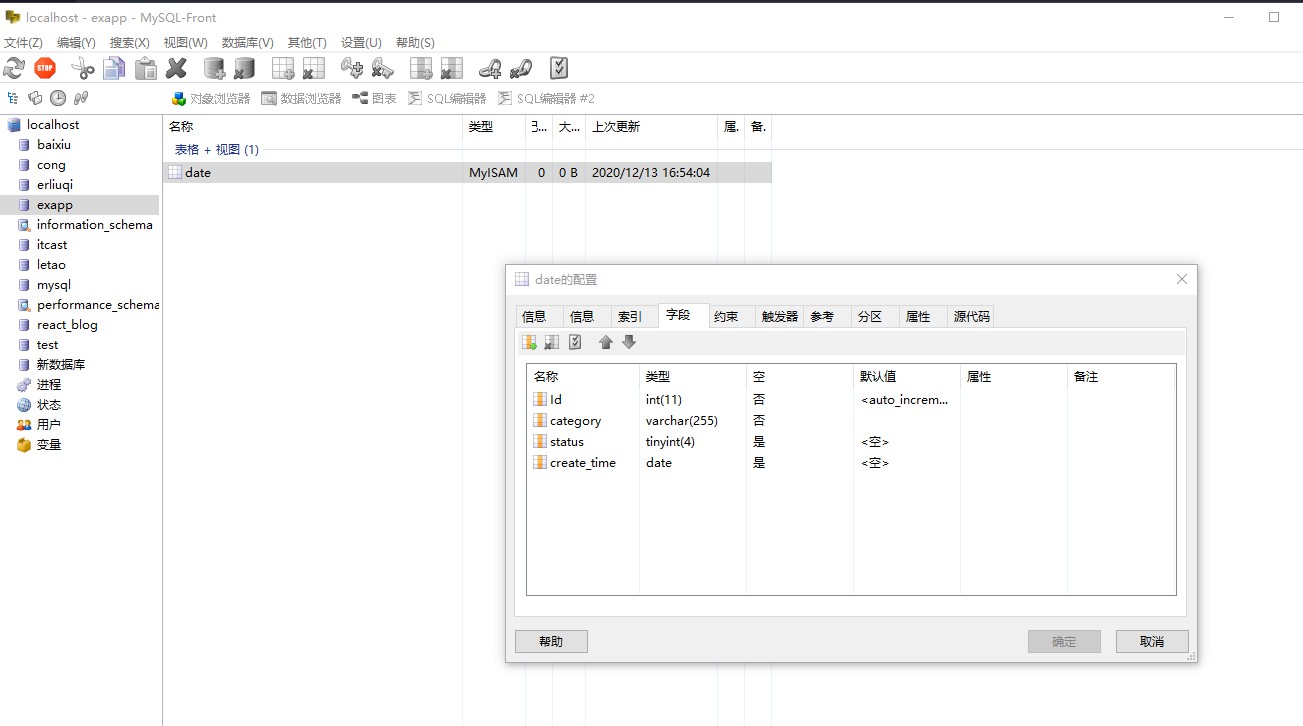 localhost - exapp - MySQL-Front
文件(Z) 编辑(Y) 搜索(X) 视图(W) 数据库(V) 其他(T) 设置(U) 帮助(S)
STOP
对象浏览器 数据浏览器 图表 SQL编辑器 SQL编辑器 #2
localhost
baixiu
cong
erliuqi
exapp
information_schema
itcast
letao
mysql
performance_schema
react_blog
test
新数据库
进程
状态
用户
变量
名称 类型 已... 大... 上次更新 属. 备.
表格 + 视图 (1)
date MyISAM 0 0 B 2020/12/13 16:54:04
date的配置
信息 信息 索引 字段 约束 触发器 参考 分区 属性 源代码
名称 类型 空 默认值 属性 备注
Id int(11) 否 <auto_increm...
category varchar(255) 否
status tinyint(4) 是 <空>
create_time date 是 <空>
帮助 确定 取消